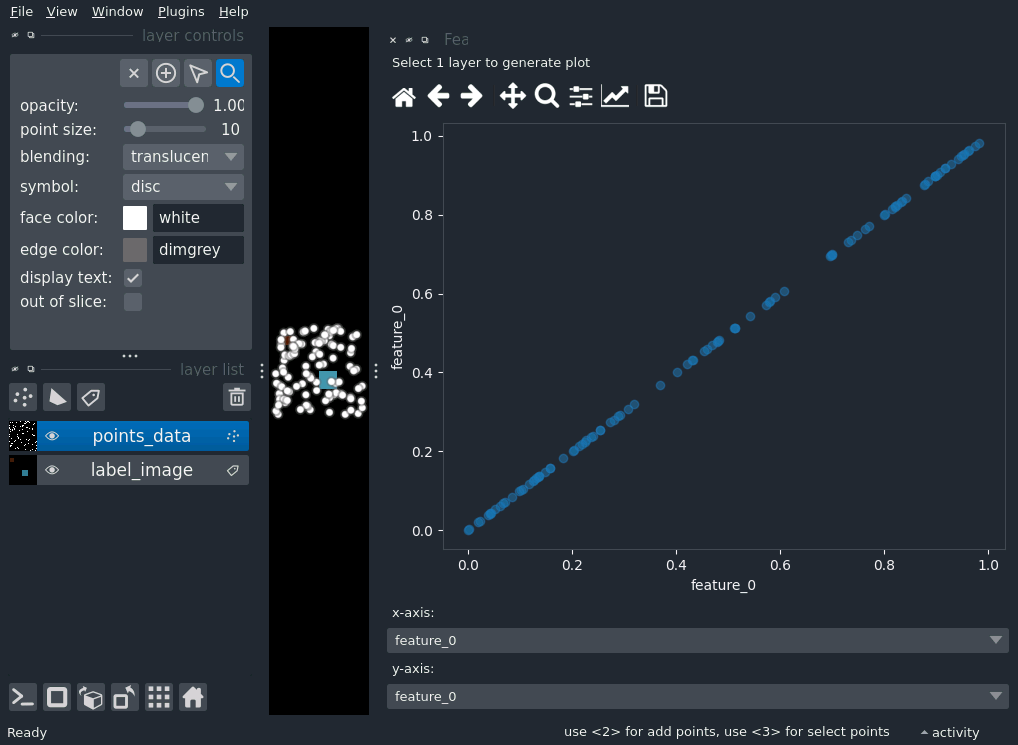 File View Window Plugins Help
layer controls
opacity: 1.00
point size: 10
blending: translucen
symbol: disc
face color: white
edge color: dimgrey
display text:
out of slice:
layer list
points_data
label_image
Ready
Fea
Select 1 layer to generate plot
1.0
0.8
0.6
0.4
0.2
0.0
feature_0
0.0 0.2 0.4 0.6 0.8 1.0
feature_0
x-axis:
feature_0
y-axis:
feature_0
use <2> for add points, use <3> for select points
activity